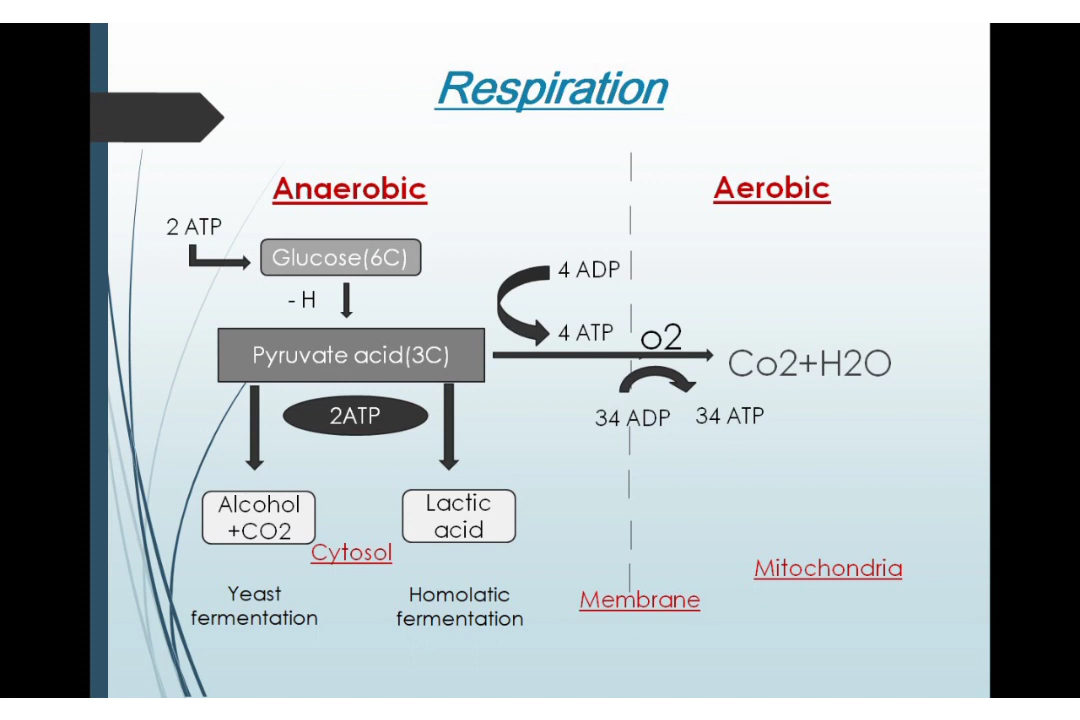 Respiration
Anaerobic
Aerobic
2 ATP
Glucose(6C)
- H
4 ADP
4 ATP
o2
Pyruvate acid(3C)
Co2+H2O
2ATP
34 ADP
34 ATP
Alcohol
+CO2
Lactic
acid
Cytosol
Mitochondria
Membrane
Yeast
fermentation
Homolatic
fermentation